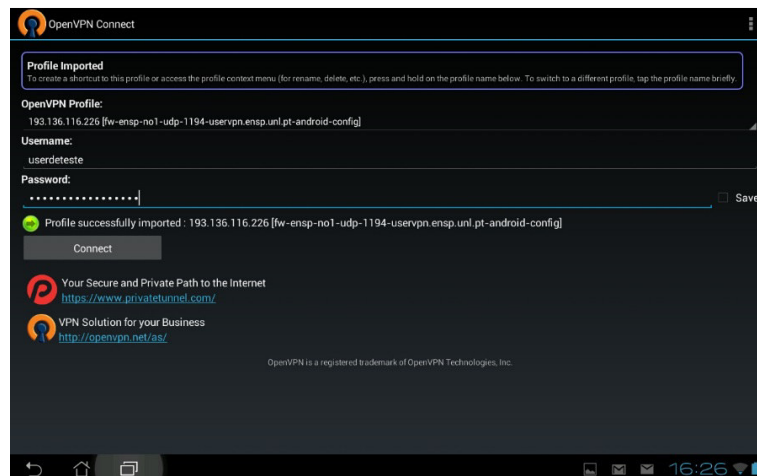 OpenVPN Connect
Profile Imported
To create a shortcut to this profile or access the profile context menu (for rename, delete, etc.), press and hold on the profile name below. To switch to a different profile, tap the profile name briefly.
OpenVPN Profile:
193.136.116.226 [fw-ensp-no1-udp-1194-uservpn.ensp.unl.pt-android-config]
Username:
userdeteste
Password:
•••••••••••••••••
Save
Profile successfully imported : 193.136.116.226 [fw-ensp-no1-udp-1194-uservpn.ensp.unl.pt-android-config]
Connect
Your Secure and Private Path to the Internet
https://www.privatetunnel.com/
VPN Solution for your Business
http://openvpn.net/as/
OpenVPN is a registered trademark of OpenVPN Technologies, Inc.
16:26